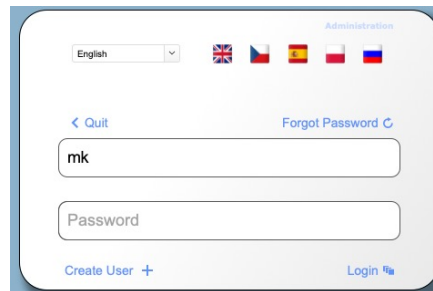 Administration
English
Quit Forgot Password
mk
Password
Create User Login